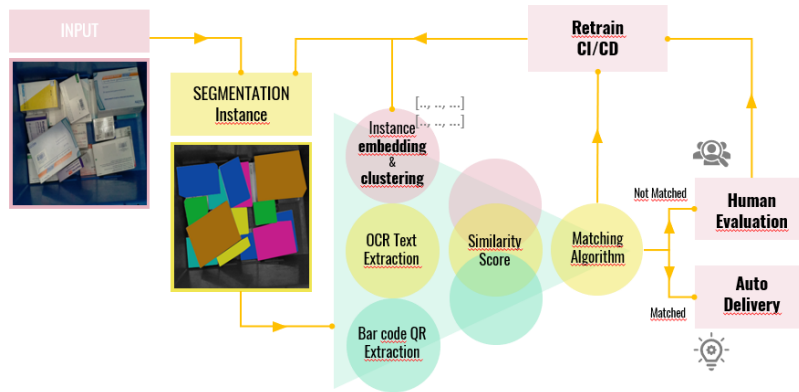 INPUT
SEGMENTATION
Instance
[.., .., ...]
[.., .., ...]
Instance
embedding
&
clustering
OCR Text
Extraction
Bar code QR
Extraction
Similarity
Score
Matching
Algorithm
Retrain
CI/CD
Not Matched
Human
Evaluation
Matched
Auto
Delivery